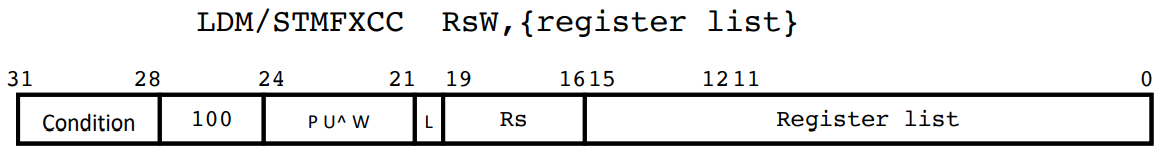 LDM/STMFXCC RsW,{register list}
31 28 24 21 19 16 15 12 11 0
Condition 100 P U^ W L Rs Register list